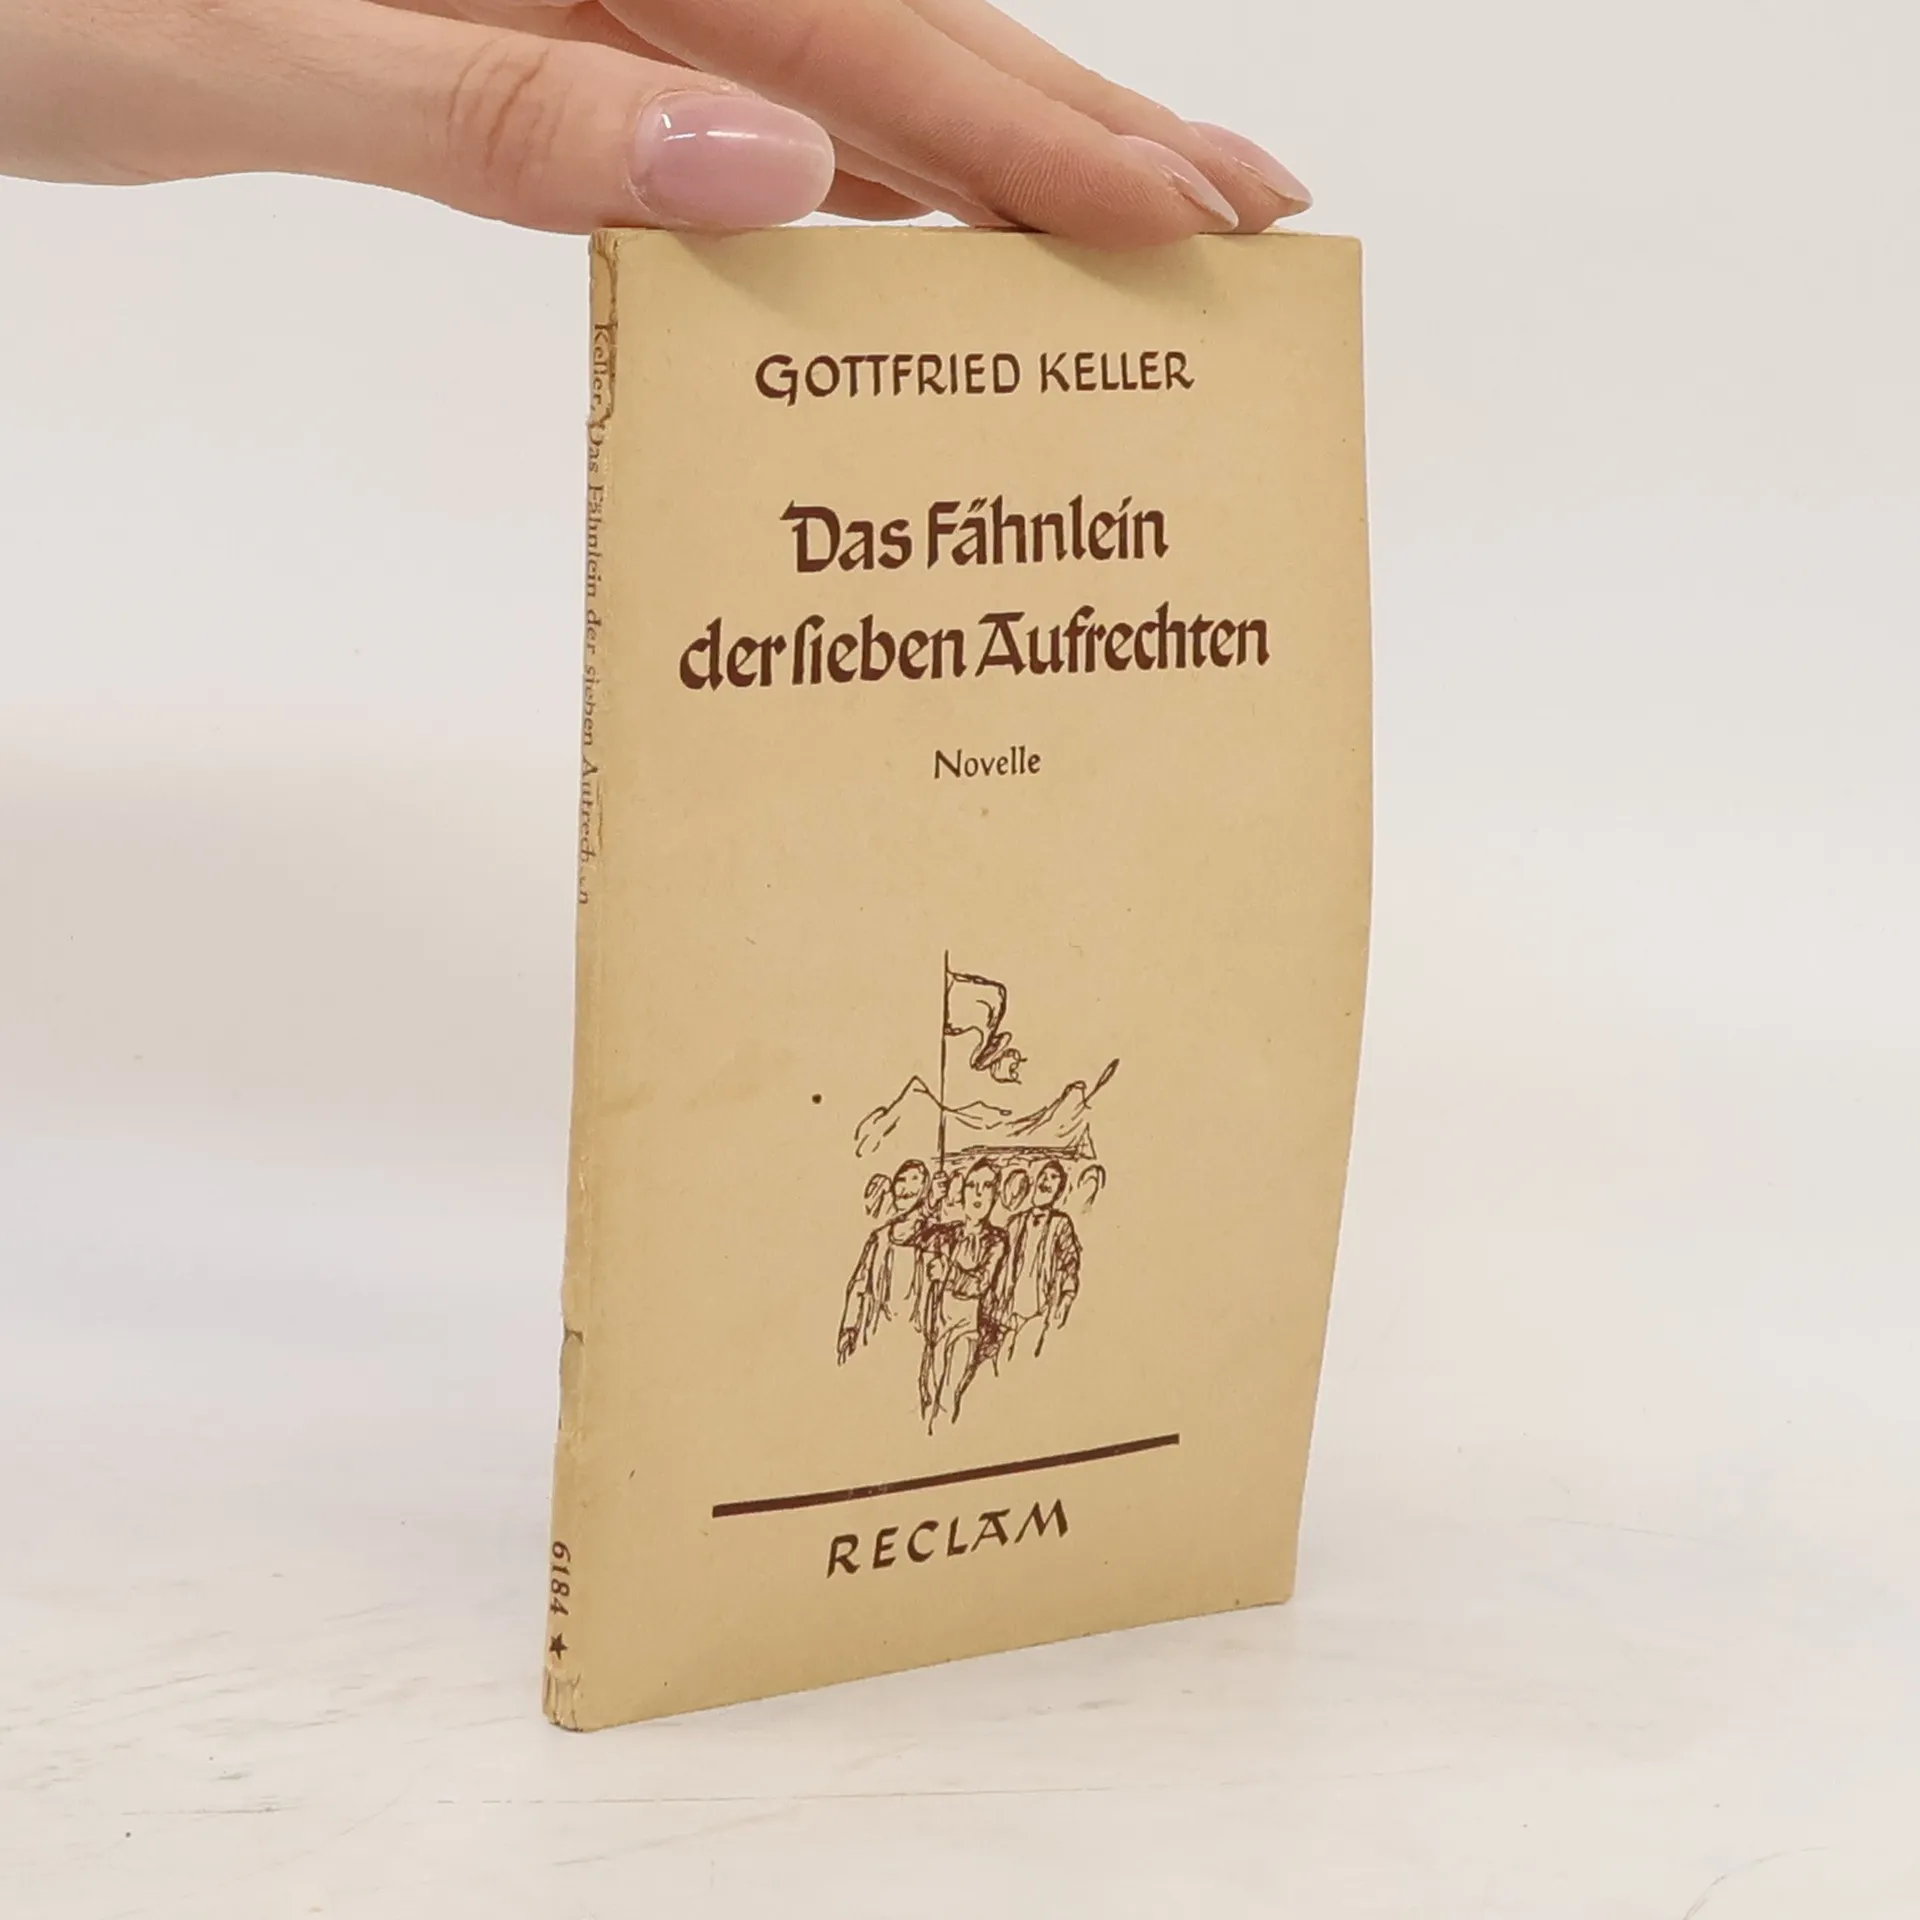 GOTTFRIED KELLER
Das Fähnlein
der ſieben Aufrechten
Novelle
RECLAM
Keller, Das Fähnlein der sieben Aufrechten
6184 ★